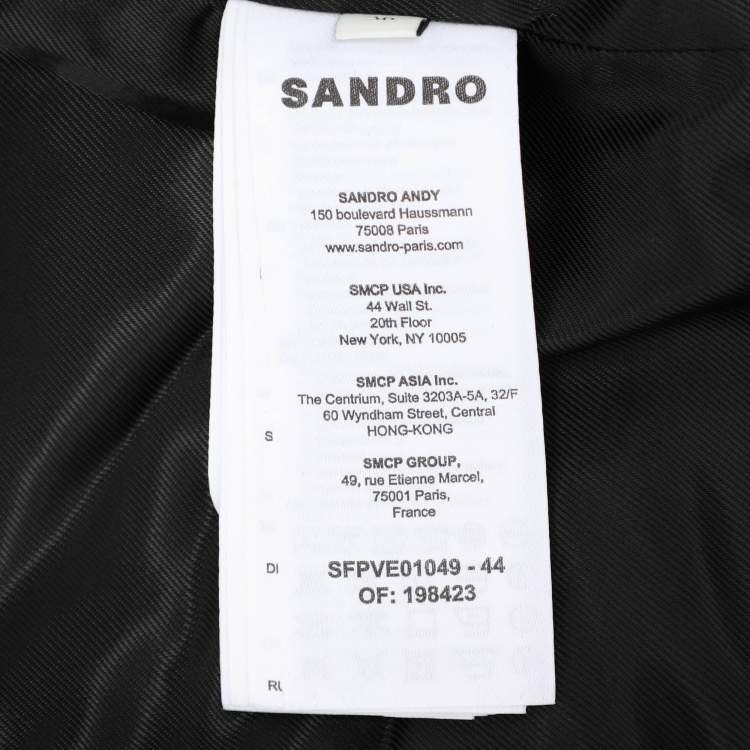 SANDRO
SANDRO ANDY
150 boulevard Haussmann
75008 Paris
www.sandro-paris.com
SMCP USA Inc.
44 Wall St.
20th Floor
New York, NY 10005
SMCP ASIA Inc.
The Centrium, Suite 3203A-5A, 32/F
60 Wyndham Street, Central
HONG-KONG
S
SMCP GROUP,
49, rue Etienne Marcel,
75001 Paris,
France
DI
SFPVE01049 - 44
OF: 198423